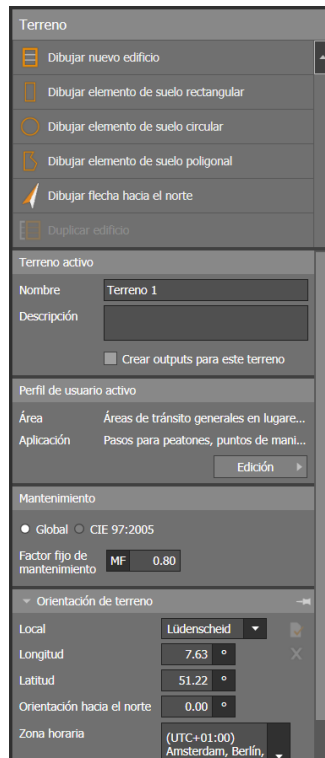 Terreno
Dibujar nuevo edificio
Dibujar elemento de suelo rectangular
Dibujar elemento de suelo circular
Dibujar elemento de suelo poligonal
Dibujar flecha hacia el norte
Duplicar edificio
Terreno activo
Nombre Terreno 1
Descripción
Crear outputs para este terreno
Perfil de usuario activo
Área Áreas de tránsito generales en lugare...
Aplicación Pasos para peatones, puntos de mani...
Edición
Mantenimiento
Global CIE 97:2005
Factor fijo de
mantenimiento MF 0.80
Orientación de terreno
Local Lüdenscheid
Longitud 7.63 °
Latitud 51.22 °
Orientación hacia el norte 0.00 °
Zona horaria (UTC+01:00)
Amsterdam, Berlín,